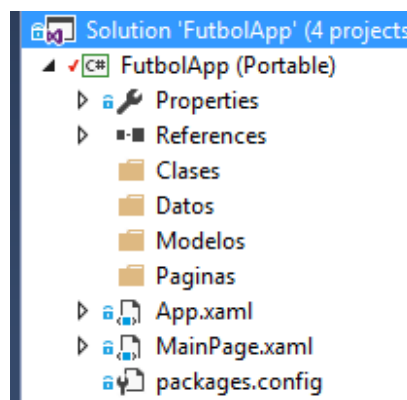 Solution 'FutbolApp' (4 projects
C# FutbolApp (Portable)
Properties
References
Clases
Datos
Modelos
Paginas
App.xaml
MainPage.xaml
packages.config